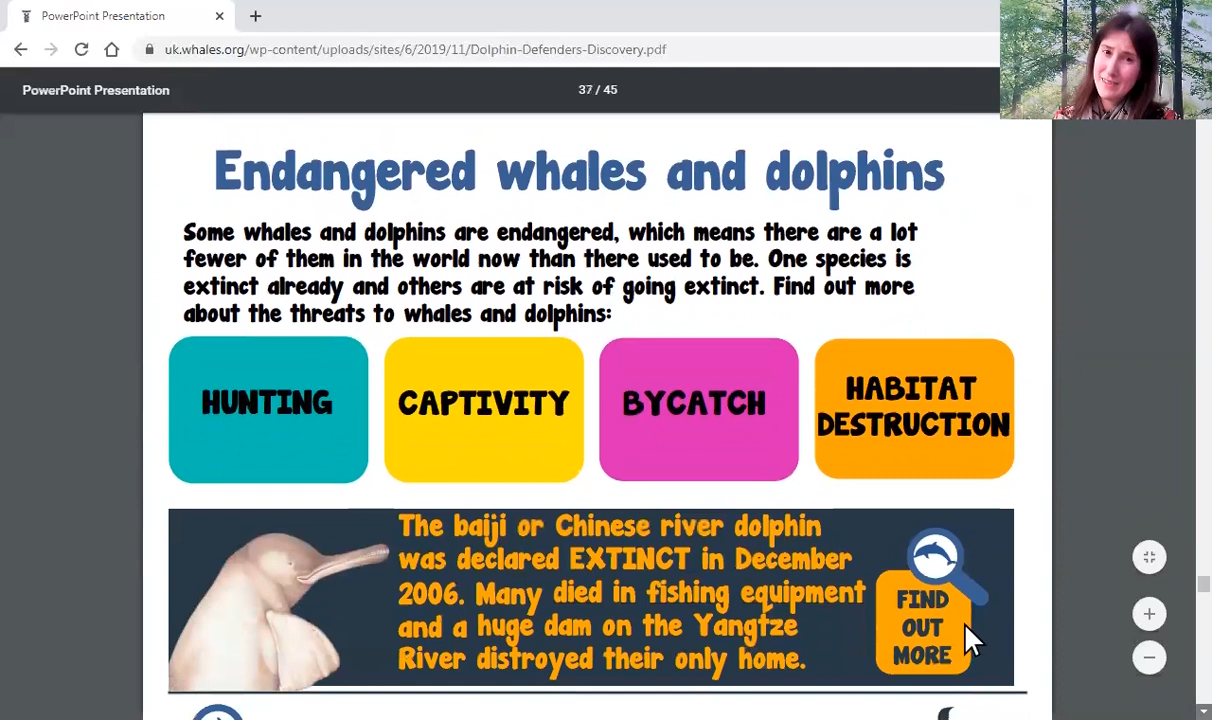 PowerPoint Presentation
uk.whales.org/wp-content/uploads/sites/6/2019/11/Dolphin-Defenders-Discovery.pdf
PowerPoint Presentation 37 / 45
Endangered whales and dolphins
Some whales and dolphins are endangered, which means there are a lot
fewer of them in the world now than there used to be. One species is
extinct already and others are at risk of going extinct. Find out more
about the threats to whales and dolphins:
HUNTING
CAPTIVITY
BYCATCH
HABITAT
DESTRUCTION
The baiji or Chinese river dolphin
was declared EXTINCT in December
2006. Many died in fishing equipment
and a huge dam on the Yangtze
River distroyed their only home.
FIND
OUT
MORE